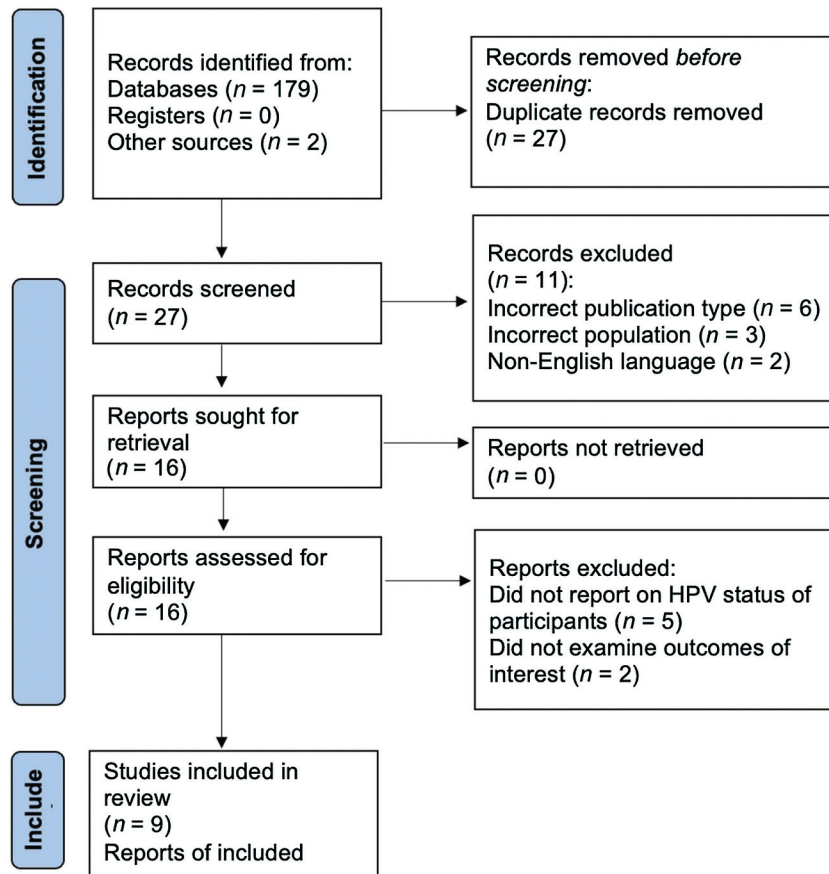 Identification
Records identified from:
Databases (n = 179)
Registers (n = 0)
Other sources (n = 2)
Records removed before
screening:
Duplicate records removed
(n = 27)
Screening
Records screened
(n = 27)
Records excluded
(n = 11):
Incorrect publication type (n = 6)
Incorrect population (n = 3)
Non-English language (n = 2)
Reports sought for
retrieval
(n = 16)
Reports not retrieved
(n = 0)
Reports assessed for
eligibility
(n = 16)
Reports excluded:
Did not report on HPV status of
participants (n = 5)
Did not examine outcomes of
interest (n = 2)
Include
Studies included in
review
(n = 9)
Reports of included